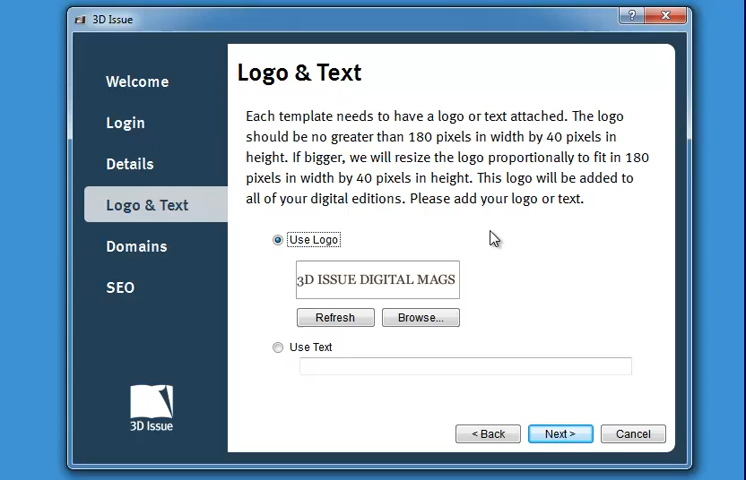 3D Issue
?
Logo & Text
Welcome
Login
Details
Logo & Text
Domains
SEO
3D Issue
Each template needs to have a logo or text attached. The logo
should be no greater than 180 pixels in width by 40 pixels in
height. If bigger, we will resize the logo proportionally to fit in 180
pixels in width by 40 pixels in height. This logo will be added to
all of your digital editions. Please add your logo or text.
Use Logo
3D ISSUE DIGITAL MAGS
Refresh Browse...
Use Text
< Back Next > Cancel